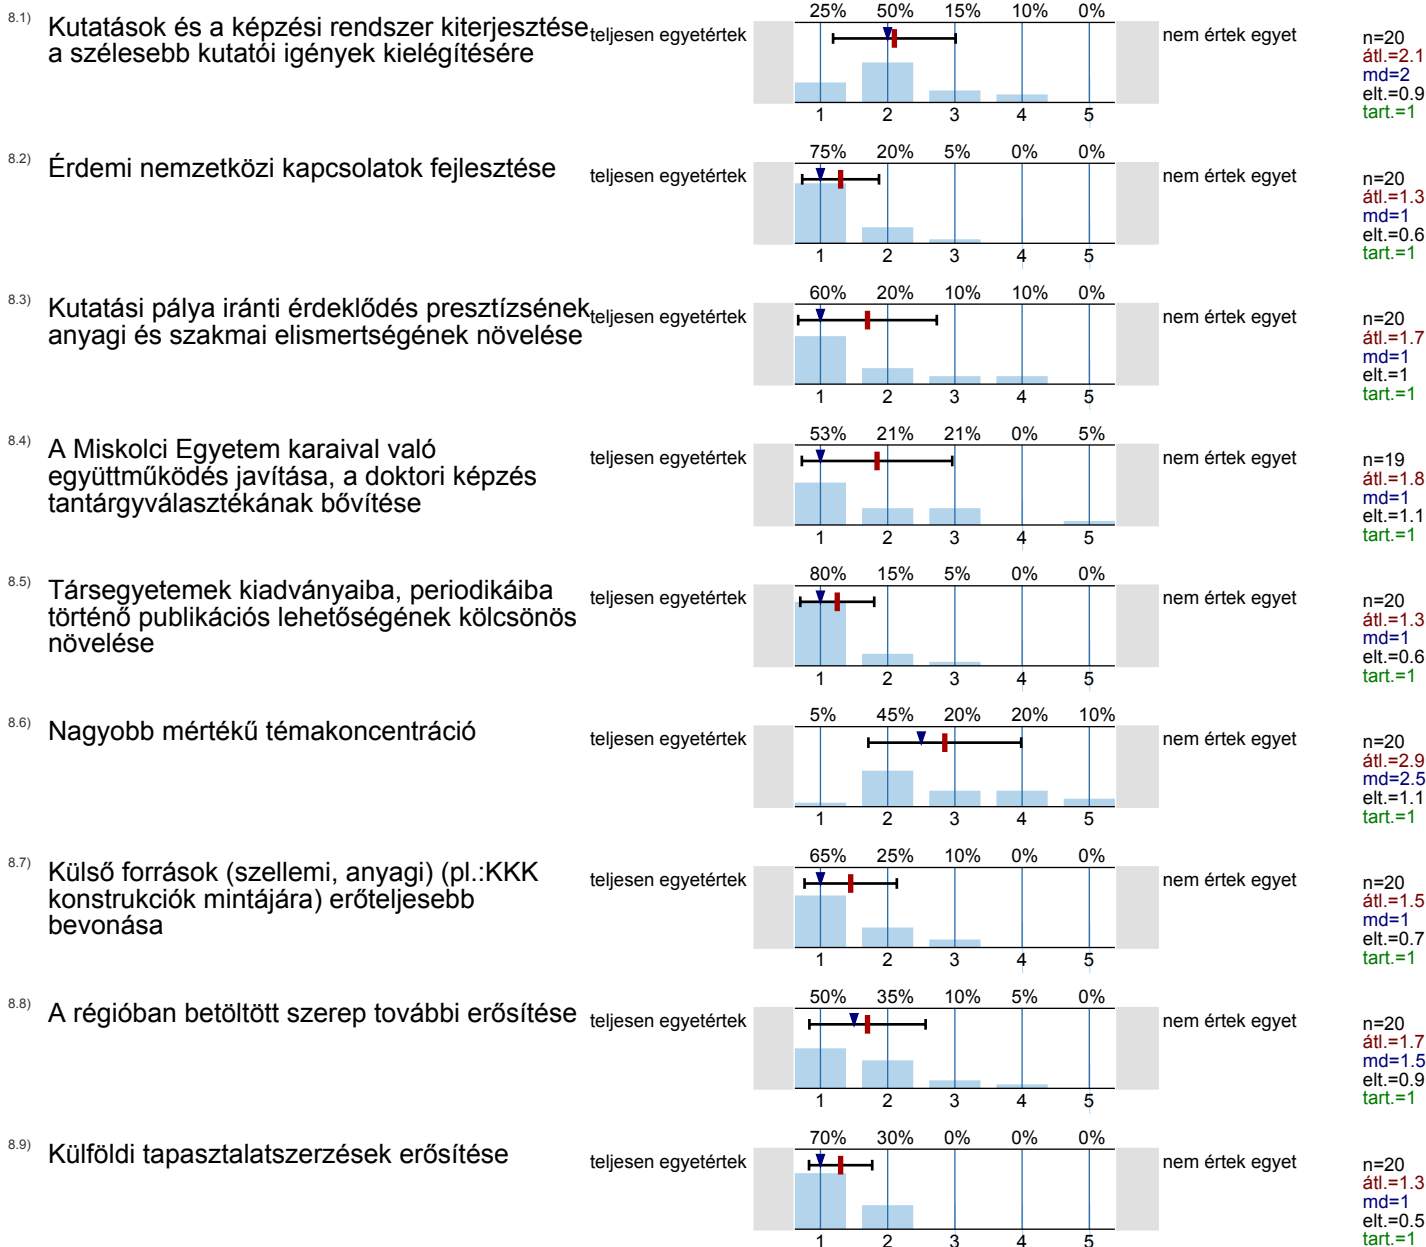 8.1) Kutatások és a képzési rendszer kiterjesztése
a szélesebb kutatói igények kielégítésére
teljesen egyetértek
25% 50% 15% 10% 0%
1 2 3 4 5
nem értek egyet
n=20
átl.=2.1
md=2
elt.=0.9
tart.=1
8.2) Érdemi nemzetközi kapcsolatok fejlesztése
teljesen egyetértek
75% 20% 5% 0% 0%
1 2 3 4 5
nem értek egyet
n=20
átl.=1.3
md=1
elt.=0.6
tart.=1
8.3) Kutatási pálya iránti érdeklődés presztízsének
anyagi és szakmai elismertségének növelése
teljesen egyetértek
60% 20% 10% 10% 0%
1 2 3 4 5
nem értek egyet
n=20
átl.=1.7
md=1
elt.=1
tart.=1
8.4) A Miskolci Egyetem karaival való
együttműködés javítása, a doktori képzés
tantárgyválasztékának bővítése
teljesen egyetértek
53% 21% 21% 0% 5%
1 2 3 4 5
nem értek egyet
n=19
átl.=1.8
md=1
elt.=1.1
tart.=1
8.5) Társegyetemek kiadványaiba, periodikáiba
történő publikációs lehetőségének kölcsönös
növelése
teljesen egyetértek
80% 15% 5% 0% 0%
1 2 3 4 5
nem értek egyet
n=20
átl.=1.3
md=1
elt.=0.6
tart.=1
8.6) Nagyobb mértékű témakoncentráció
teljesen egyetértek
5% 45% 20% 20% 10%
1 2 3 4 5
nem értek egyet
n=20
átl.=2.9
md=2.5
elt.=1.1
tart.=1
8.7) Külső források (szellemi, anyagi) (pl.:KKK
konstrukciók mintájára) erőteljesebb
bevonása
teljesen egyetértek
65% 25% 10% 0% 0%
1 2 3 4 5
nem értek egyet
n=20
átl.=1.5
md=1
elt.=0.7
tart.=1
8.8) A régióban betöltött szerep további erősítése
teljesen egyetértek
50% 35% 10% 5% 0%
1 2 3 4 5
nem értek egyet
n=20
átl.=1.7
md=1.5
elt.=0.9
tart.=1
8.9) Külföldi tapasztalatszerzések erősítése
teljesen egyetértek
70% 30% 0% 0% 0%
1 2 3 4 5
nem értek egyet
n=20
átl.=1.3
md=1
elt.=0.5
tart.=1